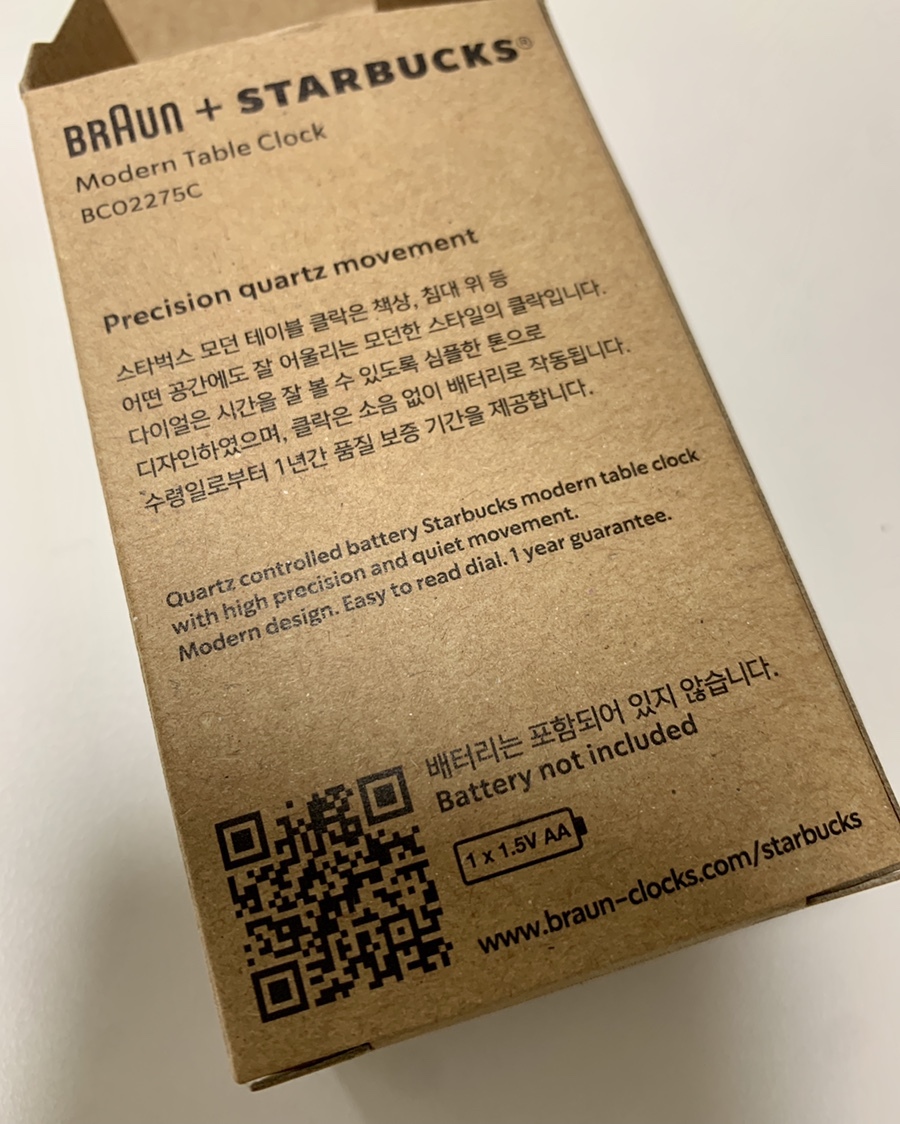 BRAUN + STARBUCKS®
Modern Table Clock
BC02275C
Precision quartz movement
스타벅스 모던 테이블 클락은 책상, 침대 위 등
어떤 공간에도 잘 어울리는 모던한 스타일의 클락입니다.
다이얼은 시간을 잘 볼 수 있도록 심플한 톤으로
디자인하였으며, 클락은 소음 없이 배터리로 작동됩니다.
*수령일로부터 1년간 품질 보증 기간을 제공합니다.
Quartz controlled battery Starbucks modern table clock
with high precision and quiet movement.
Modern design. Easy to read dial. 1 year guarantee.
배터리는 포함되어 있지 않습니다.
Battery not included
1 x 1.5V AA
www.braun-clocks.com/starbucks